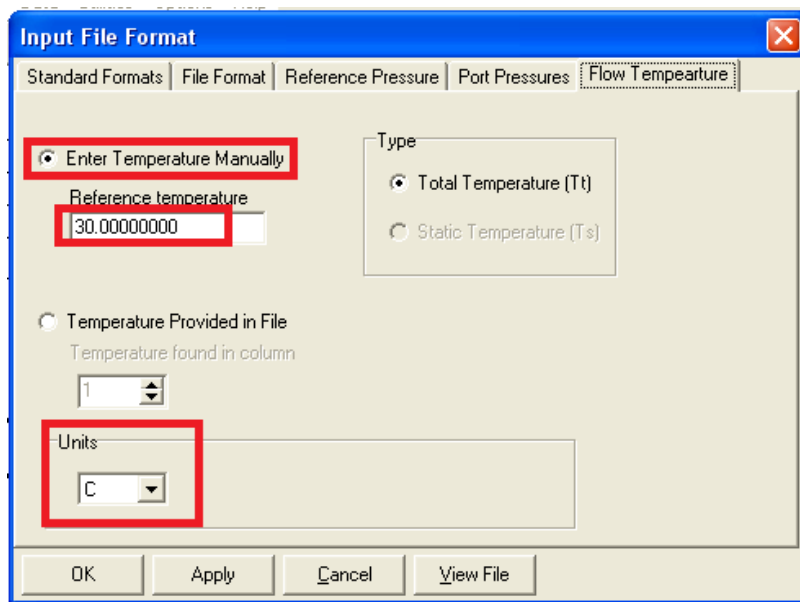 Input File Format
Standard Formats
File Format
Reference Pressure
Port Pressures
Flow Tempearture
Enter Temperature Manually
Reference temperature
30.00000000
Type
Total Temperature (Tt)
Static Temperature (Ts)
Temperature Provided in File
Temperature found in column
1
Units
C
OK
Apply
Cancel
View File